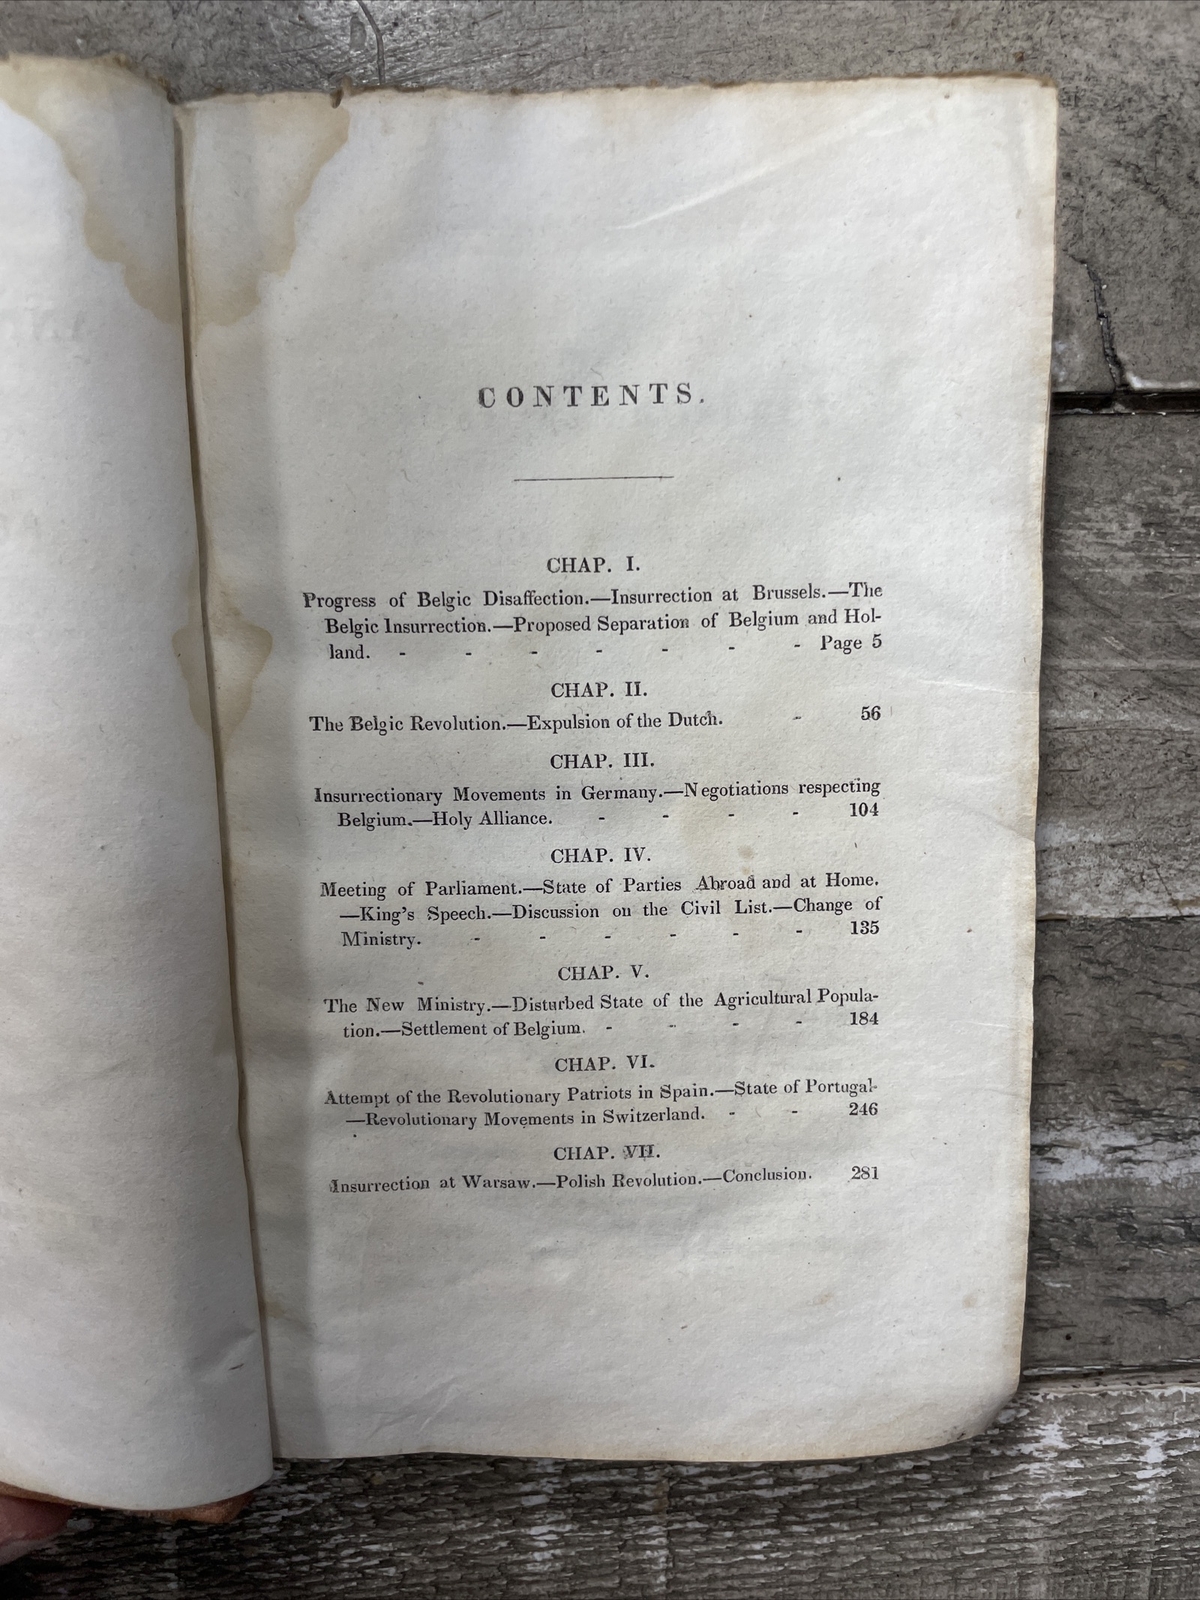 CONTENTS.
CHAP. I.
Progress of Belgic Disaffection.—Insurrection at Brussels.—The
Belgic Insurrection.—Proposed Separation of Belgium and Hol-
land. - - - - - - - Page 5
CHAP. II.
The Belgic Revolution.—Expulsion of the Dutch. - 56
CHAP. III.
Insurrectionary Movements in Germany.—Negotiations respecting
Belgium.—Holy Alliance. - - - - 104
CHAP. IV.
Meeting of Parliament.—State of Parties Abroad and at Home.
—King's Speech.—Discussion on the Civil List.—Change of
Ministry. - - - - - - 135
CHAP. V.
The New Ministry.—Disturbed State of the Agricultural Popula-
tion.—Settlement of Belgium. - - - - 184
CHAP. VI.
Attempt of the Revolutionary Patriots in Spain.—State of Portugal-
—Revolutionary Movements in Switzerland. - - 246
CHAP. VII.
Insurrection at Warsaw.—Polish Revolution.—Conclusion. 281